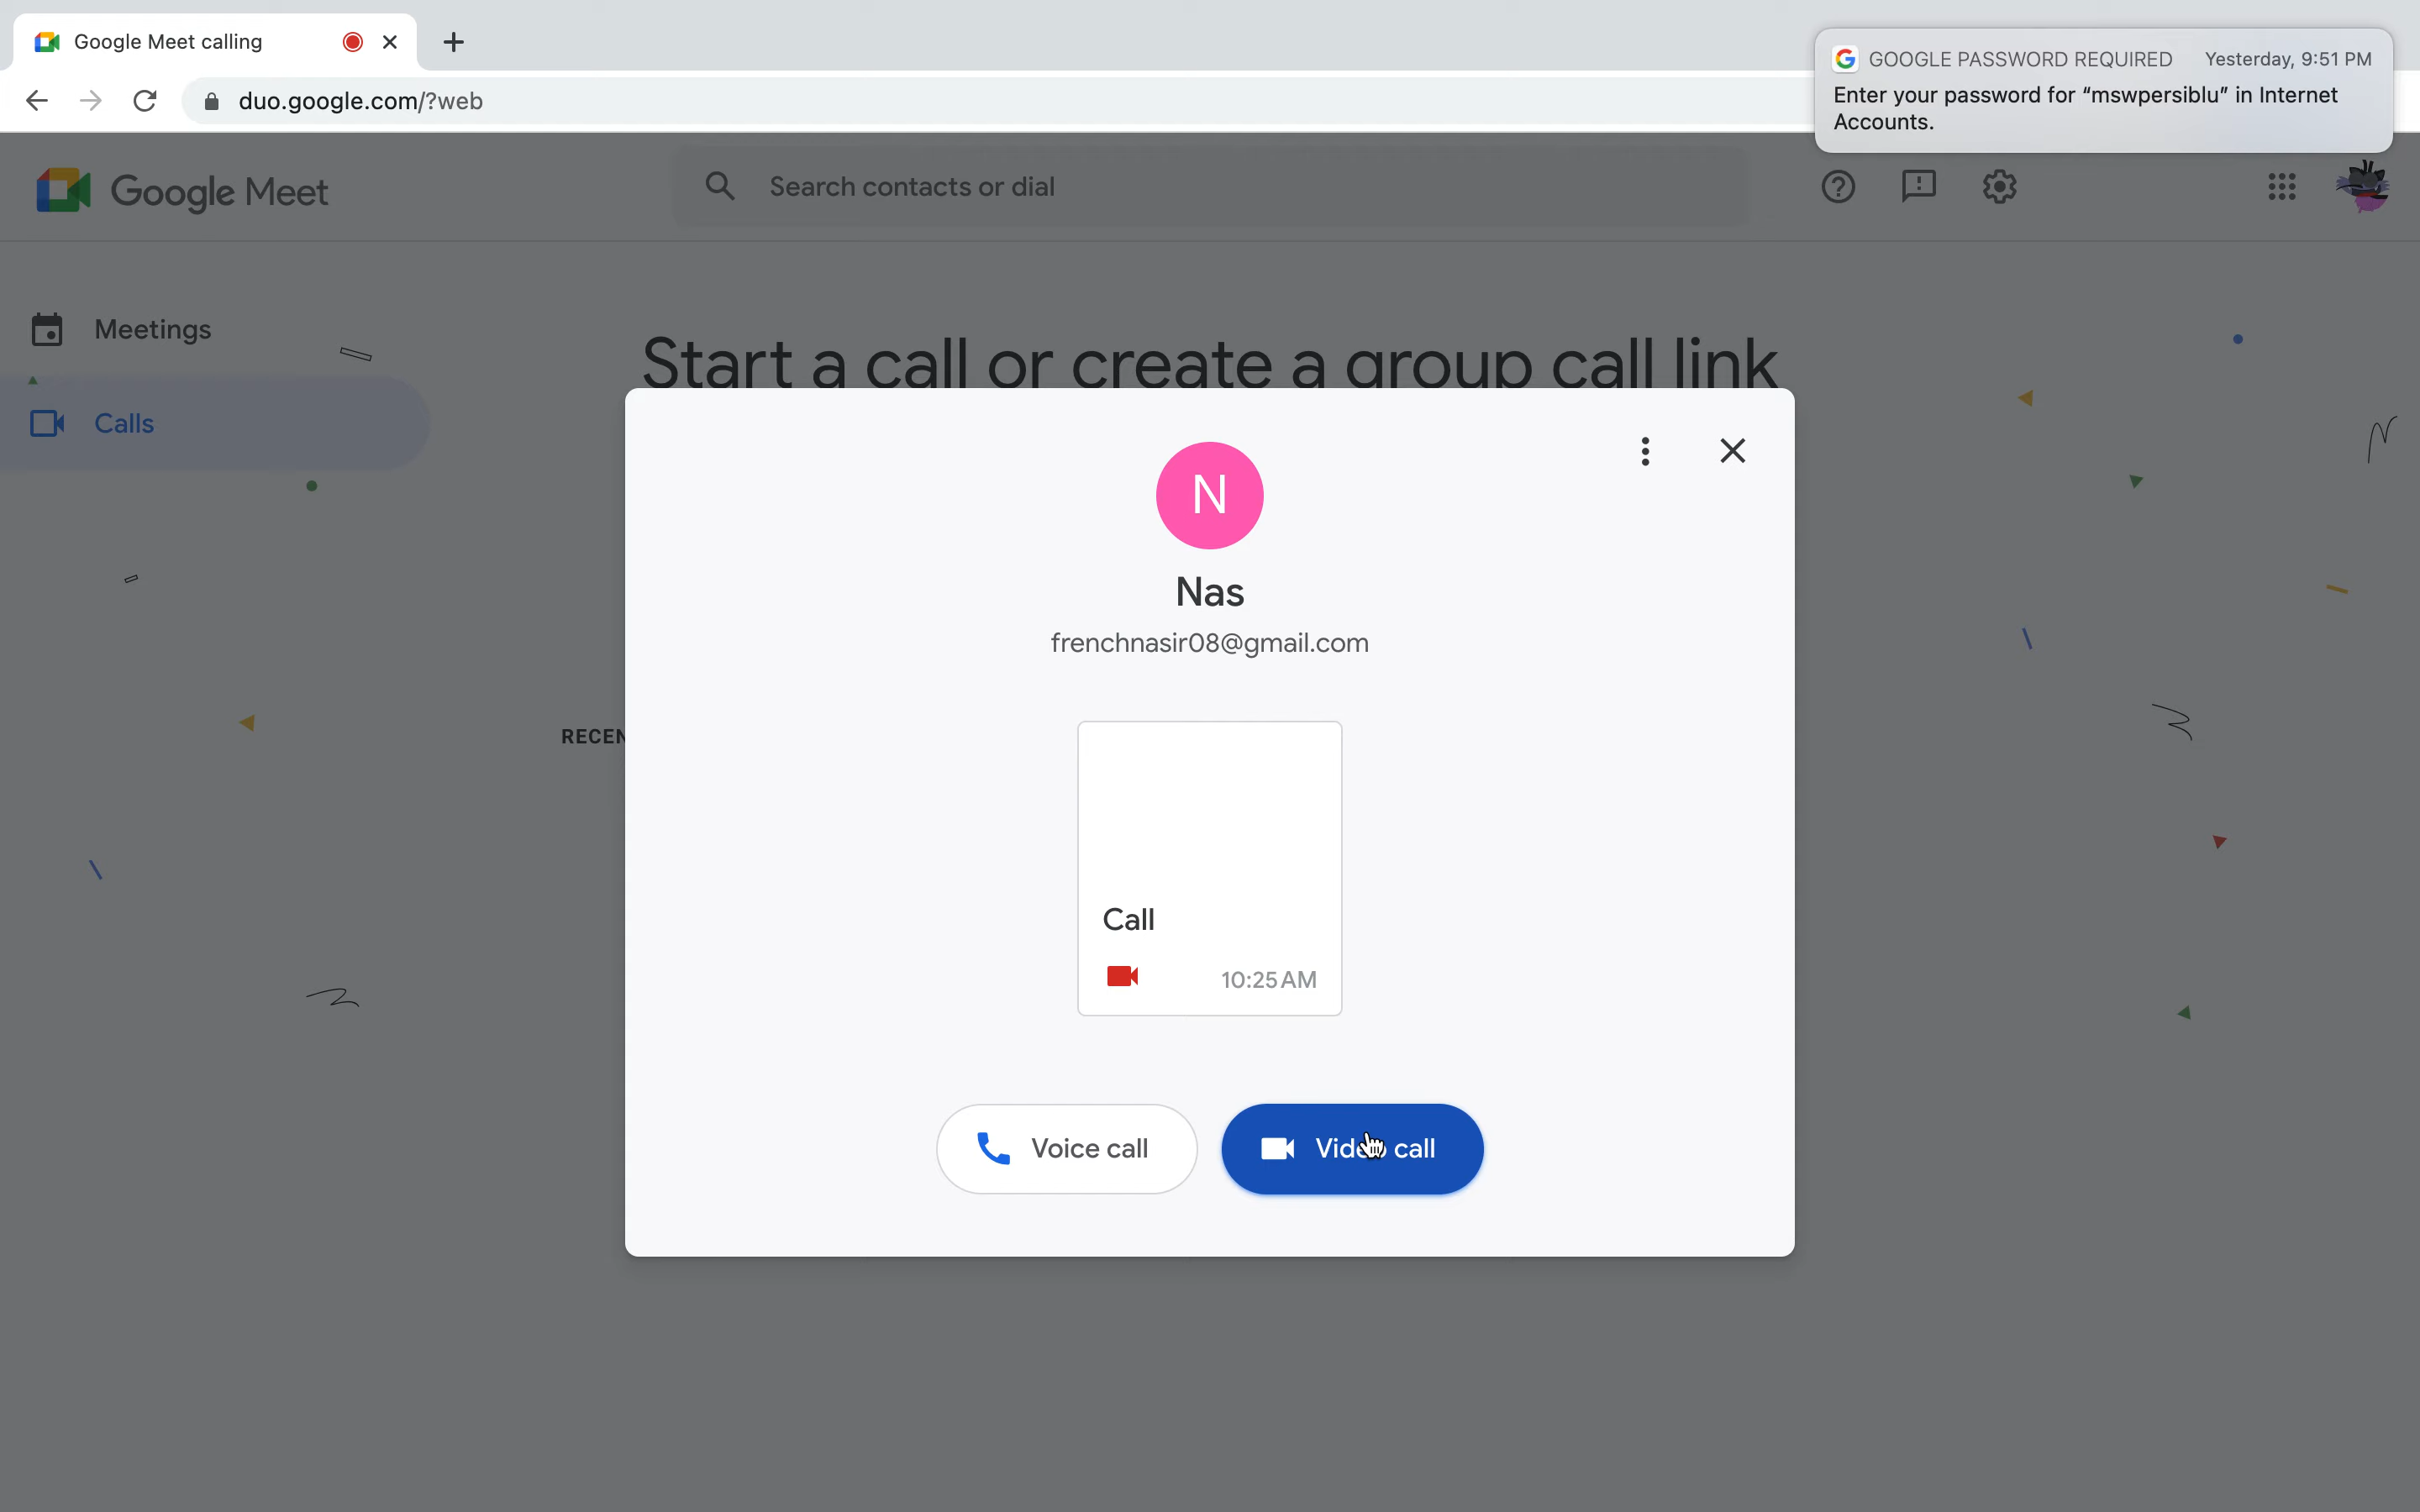 Google Meet calling
GOOGLE PASSWORD REQUIRED Yesterday, 9:51 PM
Enter your password for “mswpersiblu” in Internet
Accounts.
duo.google.com/?web
Google Meet
Search contacts or dial
Meetings
Calls
Start a call or create a group call link
N
Nas
frenchnasir08@gmail.com
RECEN
Call
10:25 AM
Voice call
Video call